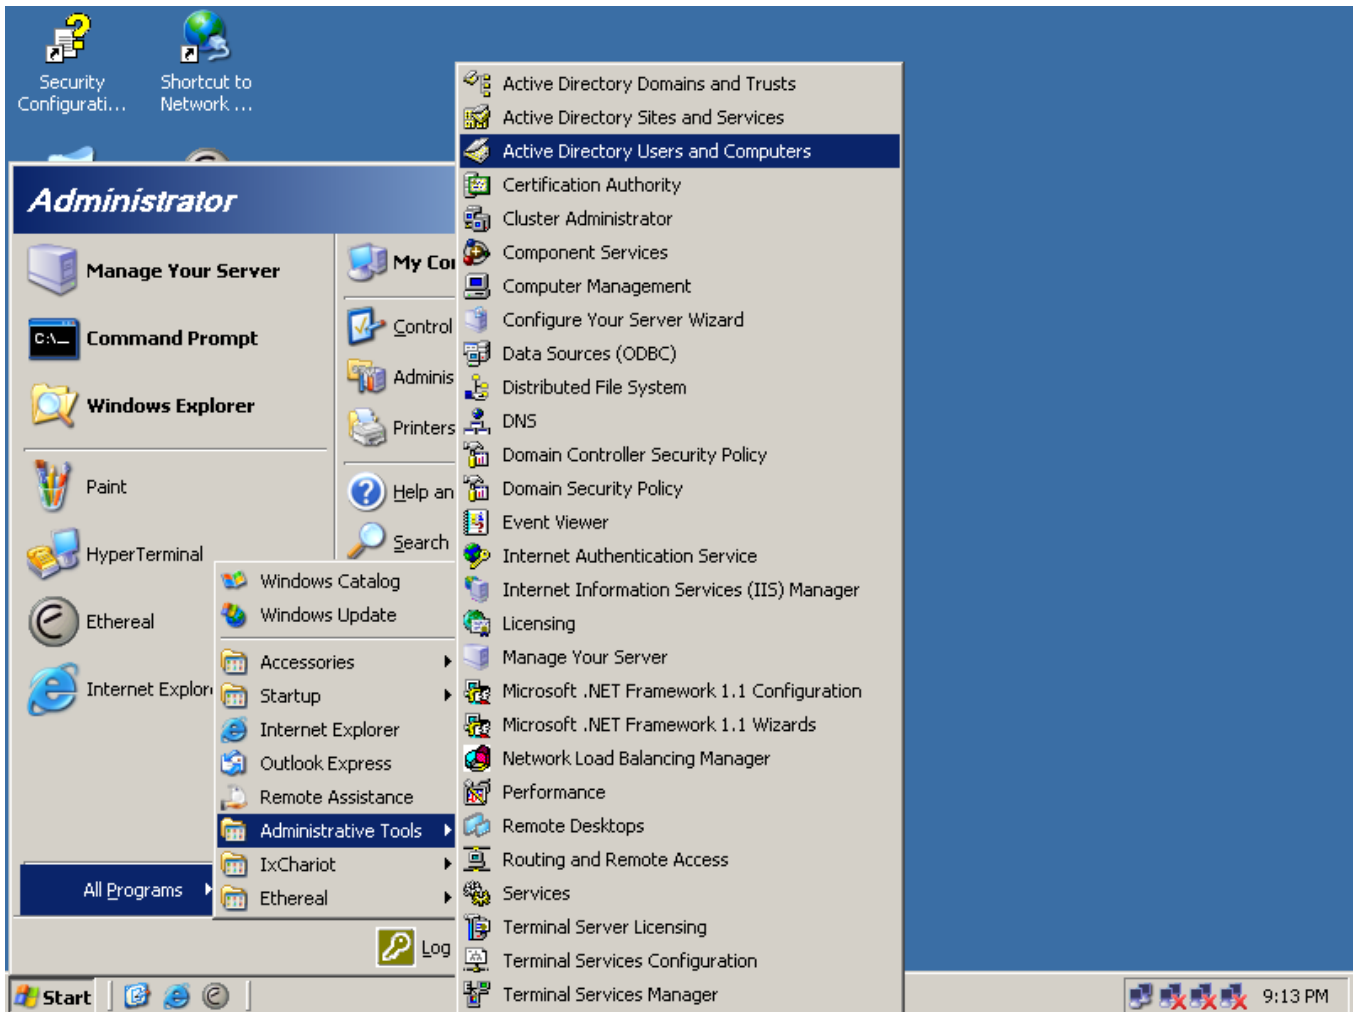 Security
Configurati...
Shortcut to
Network ...
Administrator
Manage Your Server
Command Prompt
Windows Explorer
Paint
HyperTerminal
Ethereal
Internet Explor
All Programs
My Co
Control
Adminis
Printers
Help an
Search
Log
Windows Catalog
Windows Update
Accessories
Startup
Internet Explorer
Outlook Express
Remote Assistance
Administrative Tools
IxChariot
Ethereal
Active Directory Domains and Trusts
Active Directory Sites and Services
Active Directory Users and Computers
Certification Authority
Cluster Administrator
Component Services
Computer Management
Configure Your Server Wizard
Data Sources (ODBC)
Distributed File System
DNS
Domain Controller Security Policy
Domain Security Policy
Event Viewer
Internet Authentication Service
Internet Information Services (IIS) Manager
Licensing
Manage Your Server
Microsoft .NET Framework 1.1 Configuration
Microsoft .NET Framework 1.1 Wizards
Network Load Balancing Manager
Performance
Remote Desktops
Routing and Remote Access
Services
Terminal Server Licensing
Terminal Services Configuration
Terminal Services Manager
Start
9:13 PM